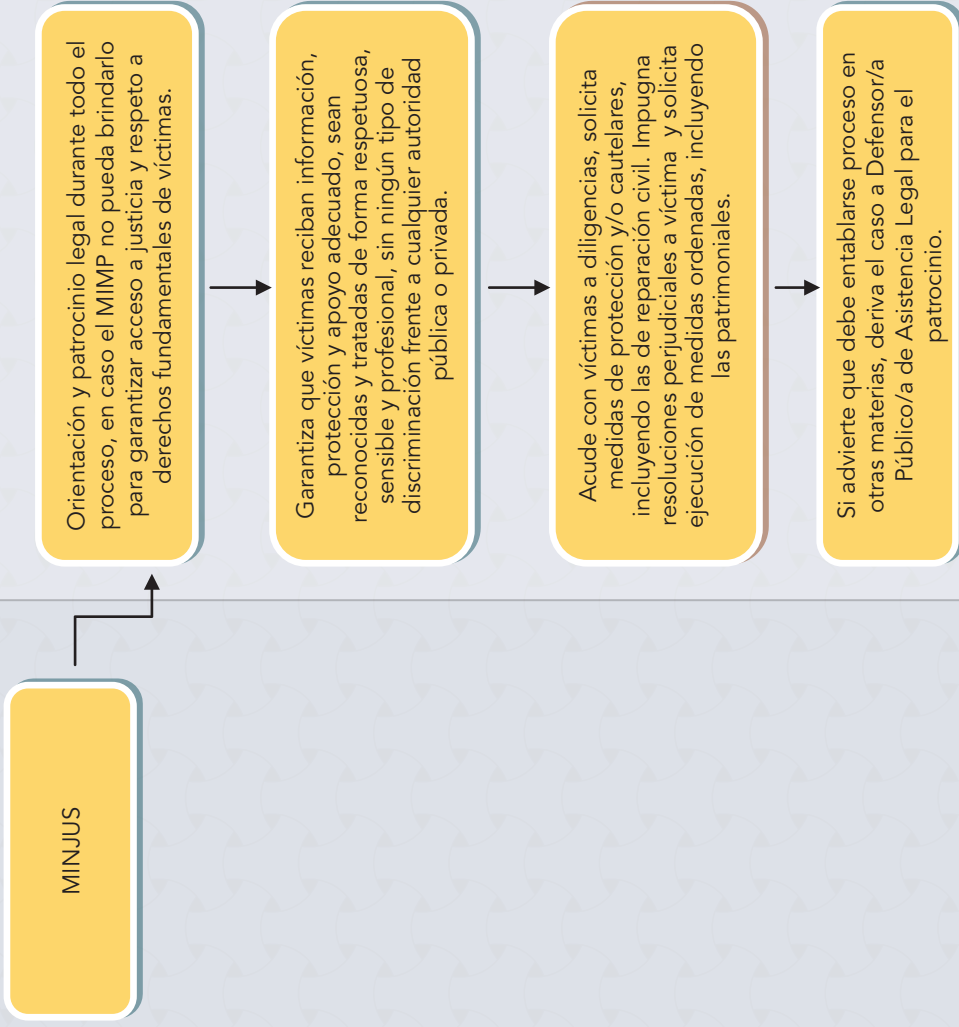 MINJUS
Orientación y patrocinio legal durante todo el
proceso, en caso el MIMP no pueda brindarlo
para garantizar acceso a justicia y respeto a
derechos fundamentales de víctimas.
Garantiza que víctimas reciban información,
protección y apoyo adecuado, sean
reconocidas y tratadas de forma respetuosa,
sensible y profesional, sin ningún tipo de
discriminación frente a cualquier autoridad
pública o privada.
Acude con víctimas a diligencias, solicita
medidas de protección y/o cautelares,
incluyendo las de reparación civil. Impugna
resoluciones perjudiciales a víctima y solicita
ejecución de medidas ordenadas, incluyendo
las patrimoniales.
Si advierte que debe entablarse proceso en
otras materias, deriva el caso a Defensor/a
Público/a de Asistencia Legal para el
patrocinio.